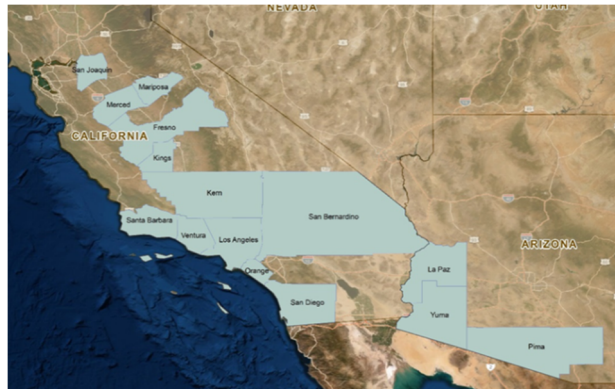 NEVADA
UTAH
San Joaquin
Mariposa
Merced
Fresno
CALIFORNIA
Kings
Kern
San Bernardino
Santa Barbara
Ventura
Los Angeles
ARIZONA
Orange
La Paz
San Diego
Yuma
Pima